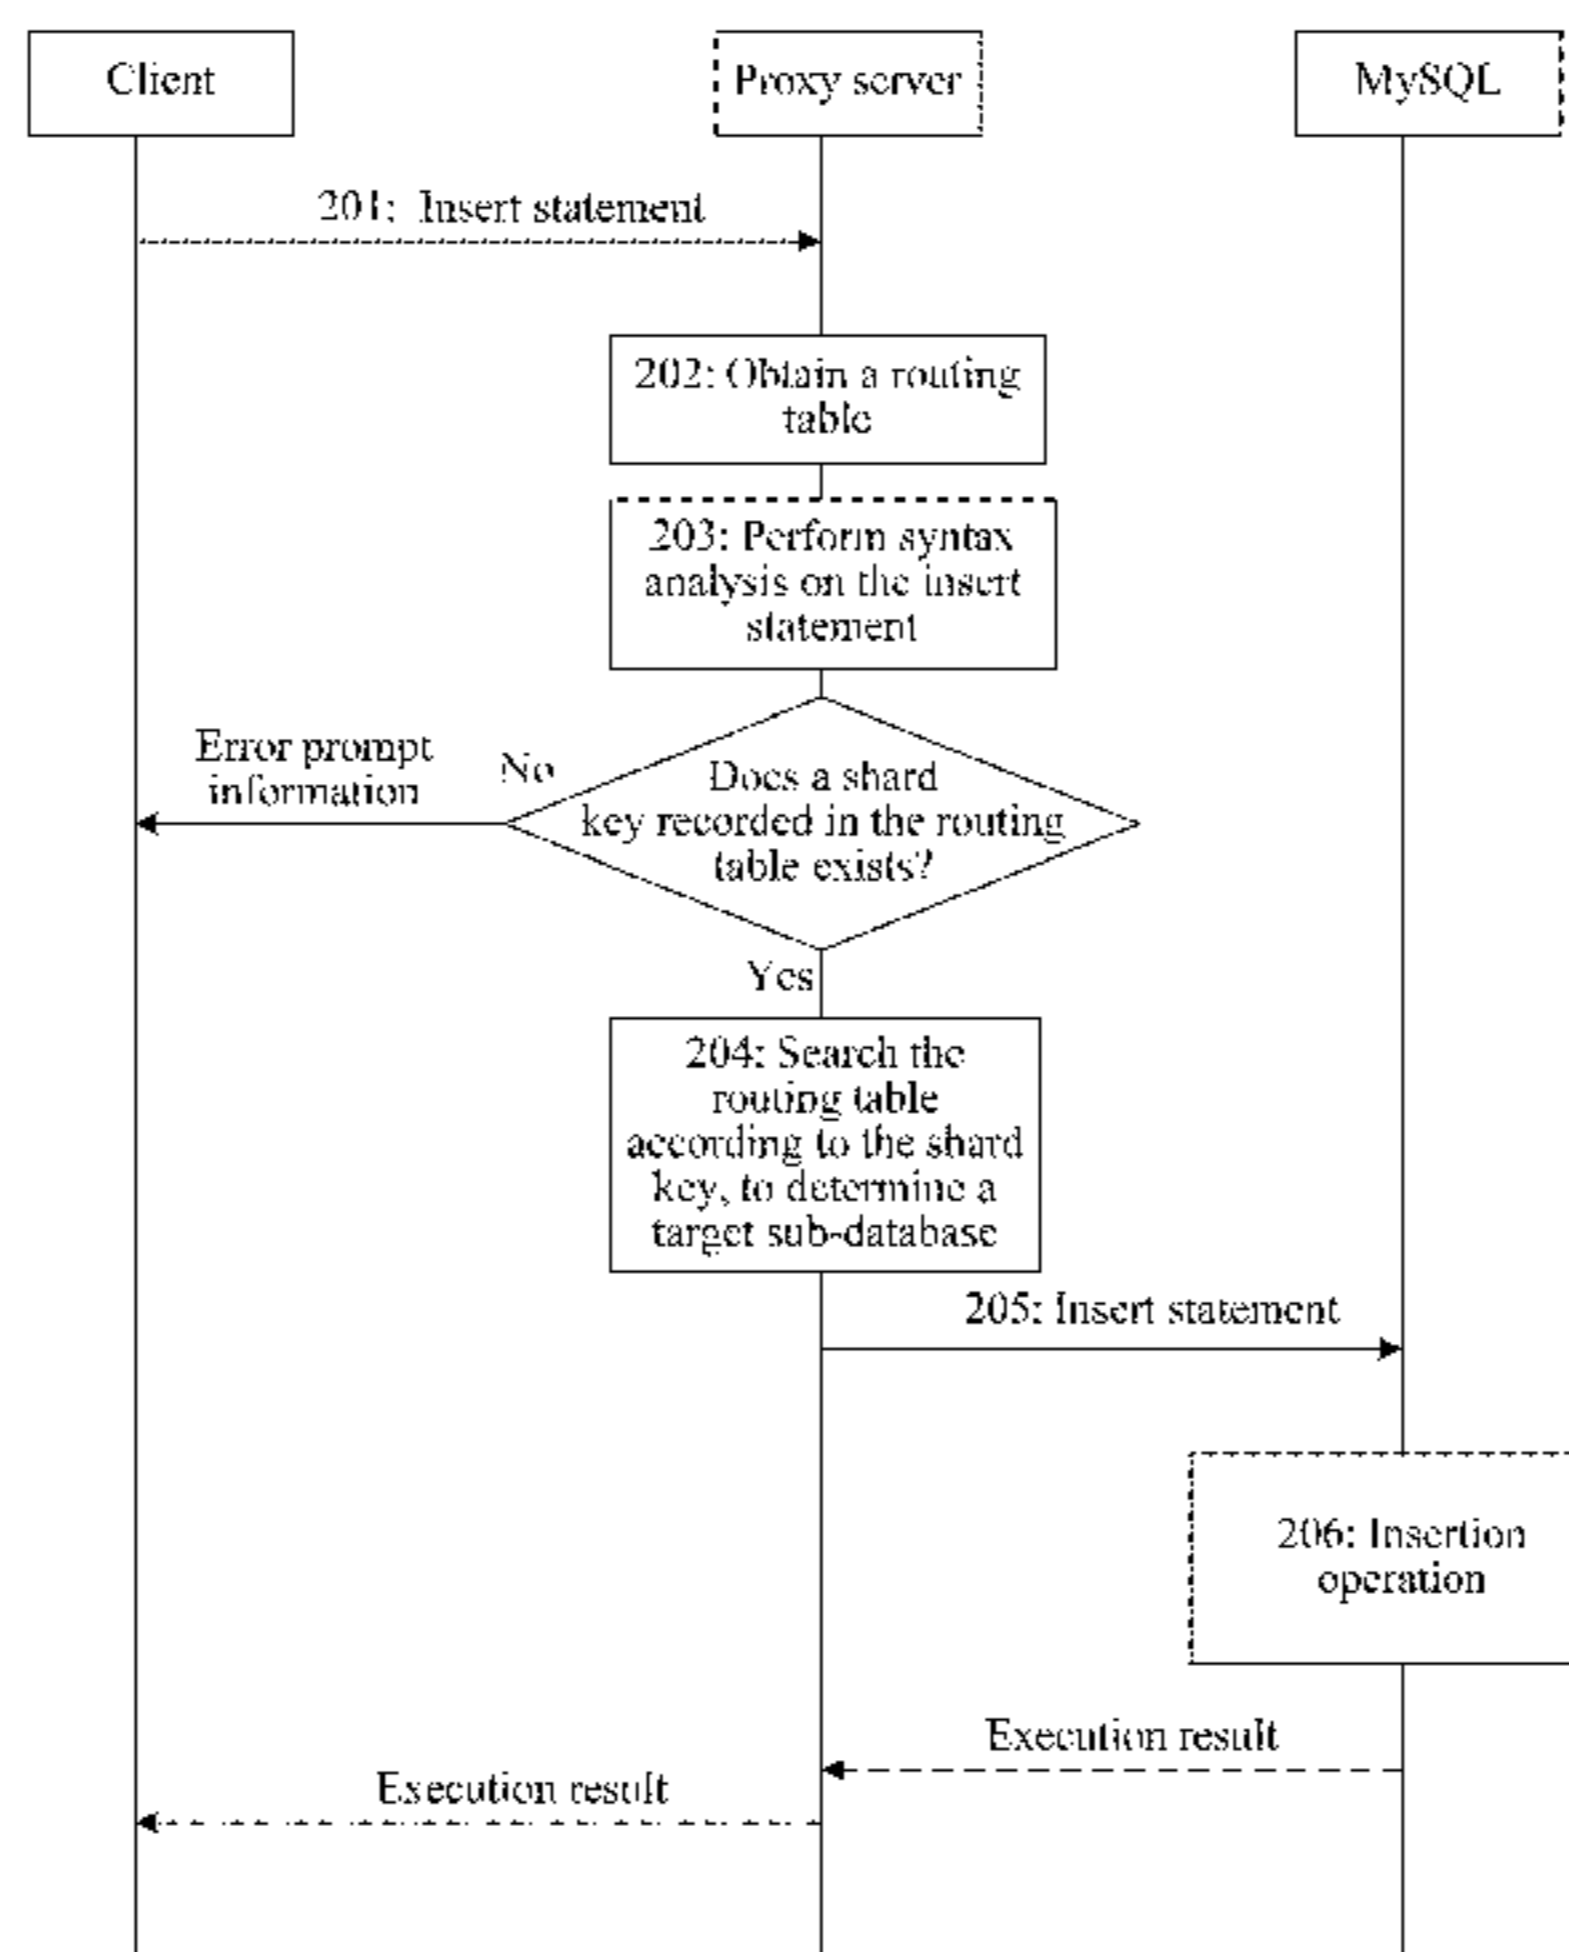 Client
Proxy server
MySQL
201: Insert statement
202: Obtain a routing
table
203: Perform syntax
analysis on the insert
statement
Error prompt
information
No
Does a shard
key recorded in the routing
table exists?
Yes
204: Search the
routing table
according to the shard
key, to determine a
target sub-database
205: Insert statement
206: Insertion
operation
Execution result
Execution result